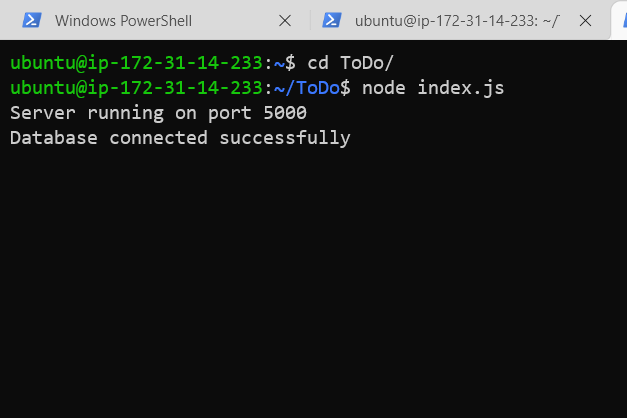 Windows PowerShell
ubuntu@ip-172-31-14-233: ~/
ubuntu@ip-172-31-14-233:~$ cd ToDo/
ubuntu@ip-172-31-14-233:~/ToDo$ node index.js
Server running on port 5000
Database connected successfully